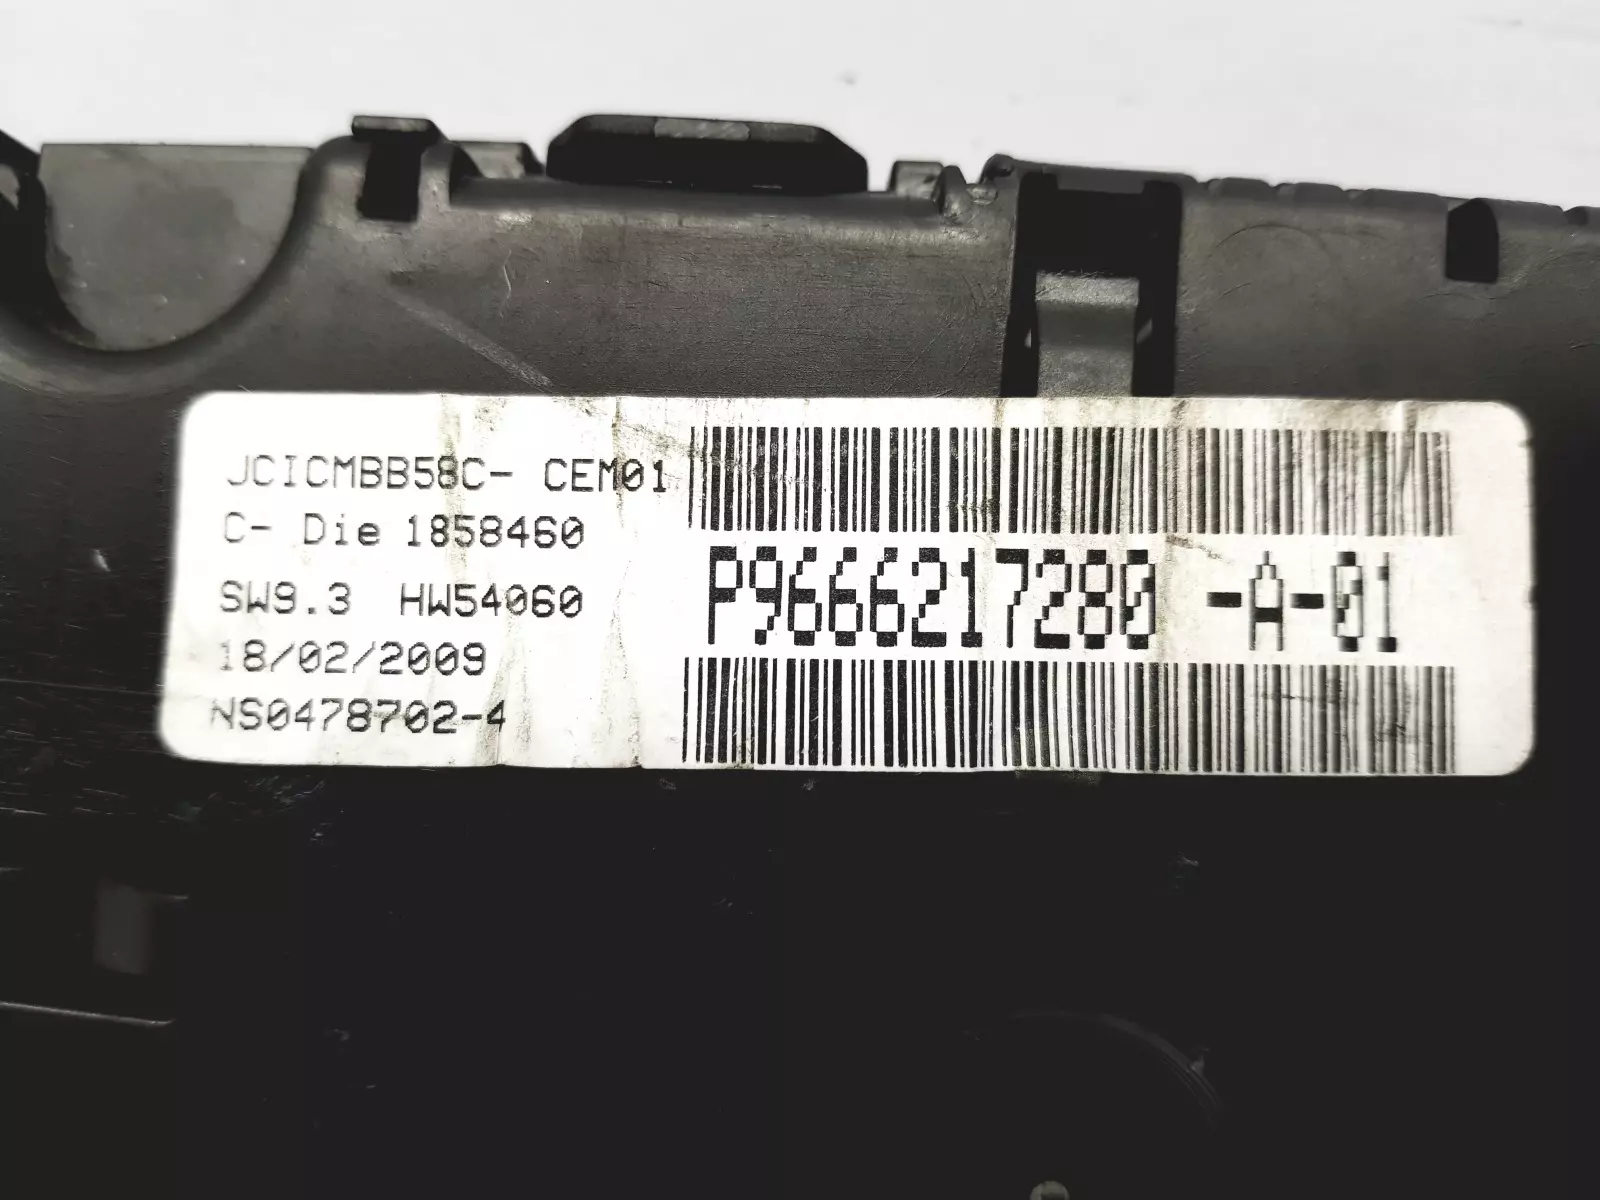 JCICMBB58C- CEM01
C- Die 1858460
SW9.3 HW54060
18/02/2009
NS0478702-4
P9666217280 -A-01